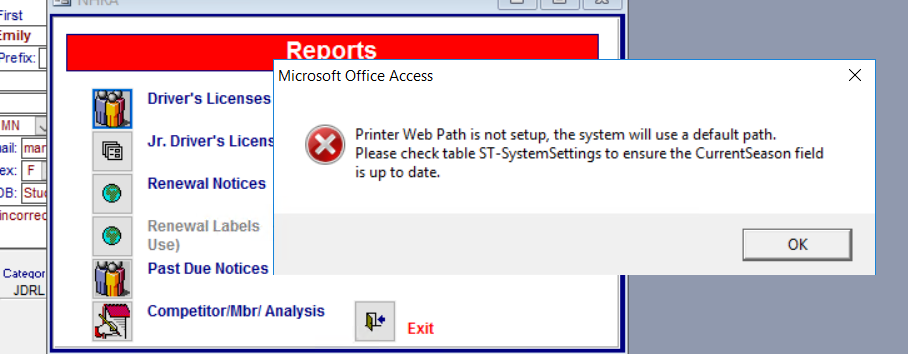 First
Emily
Prefix:
MN
ail: mar
ex: F
OB: Stud
incorrec
Categor
JDRL
NHRA
Reports
Driver's Licenses
Jr. Driver's Licens
Renewal Notices
Renewal Labels
Use)
Past Due Notices
Competitor/Mbr/ Analysis
Exit
Microsoft Office Access
Printer Web Path is not setup, the system will use a default path.
Please check table ST-SystemSettings to ensure the CurrentSeason field
is up to date.
OK